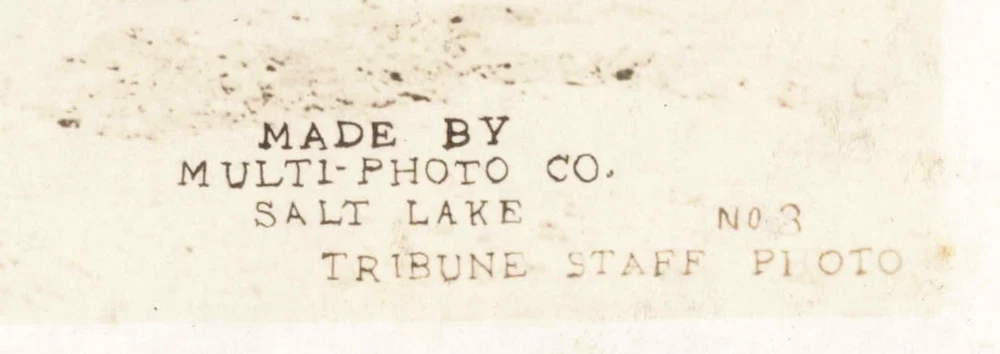 MADE BY
MULTI-PHOTO CO.
SALT LAKE
NO 3
TRIBUNE STAFF PHOTO